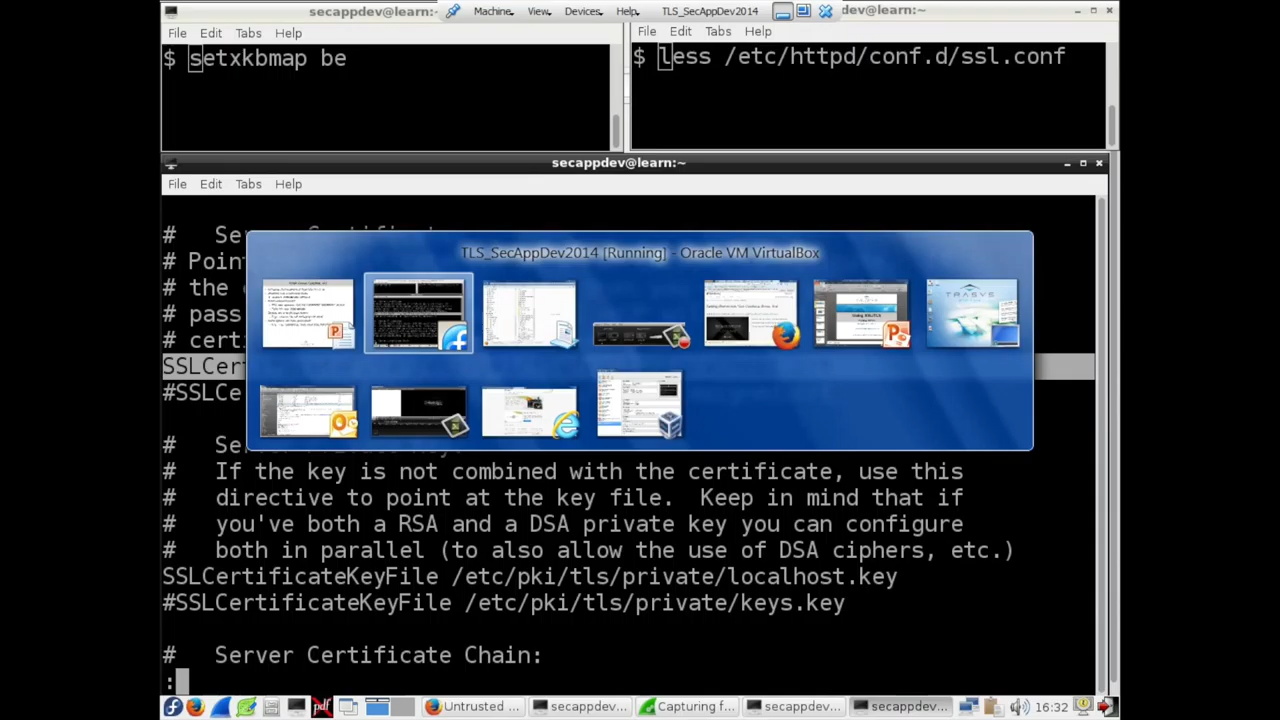 secappdev@learn:
Machine View Devices Help TLS_SecAppDev2014
dev@learn:~
File Edit Tabs Help
File Edit Tabs Help
$ setxkbmap be
$ less /etc/httpd/conf.d/ssl.conf
secappdev@learn:~
File Edit Tabs Help
# Se
# Poin
# the
# pass
# certi
SSLCer
#SSLCe
TLS_SecAppDev2014 [Running] - Oracle VM VirtualBox
TRASYS
# If the key is not combined with the certificate, use this
# directive to point at the key file. Keep in mind that if
# you've both a RSA and a DSA private key you can configure
# both in parallel (to also allow the use of DSA ciphers, etc.)
SSLCertificateKeyFile /etc/pki/tls/private/localhost.key
#SSLCertificateKeyFile /etc/pki/tls/private/keys.key
# Server Certificate Chain:
:
pdf Untrusted ... secappdev... Capturing f... secappdev... secappdev... 16:32